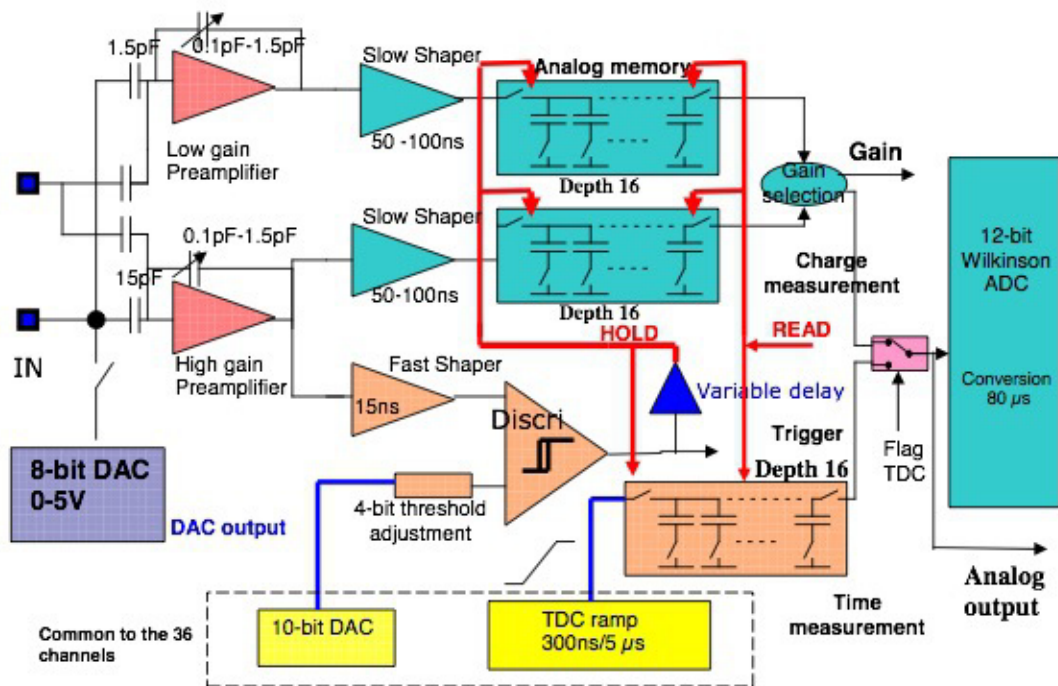 1.5pF
0.1pF-1.5pF
Slow Shaper
Analog memory
50 -100ns
Low gain
Preamplifier
Depth 16
Gain
Gain
selection
Slow Shaper
0.1pF-1.5pF
15pF
50-100ns
Depth 16
12-bit
Wilkinson
ADC
Charge
measurement
HOLD
READ
IN
High gain
Preamplifier
Fast Shaper
15ns
Discri
Variable delay
Conversion
80 µs
Trigger
Depth 16
Flag
TDC
8-bit DAC
0-5V
DAC output
4-bit threshold
adjustment
Analog
output
Time
measurement
Common to the 36
channels
10-bit DAC
TDC ramp
300ns/5 µs